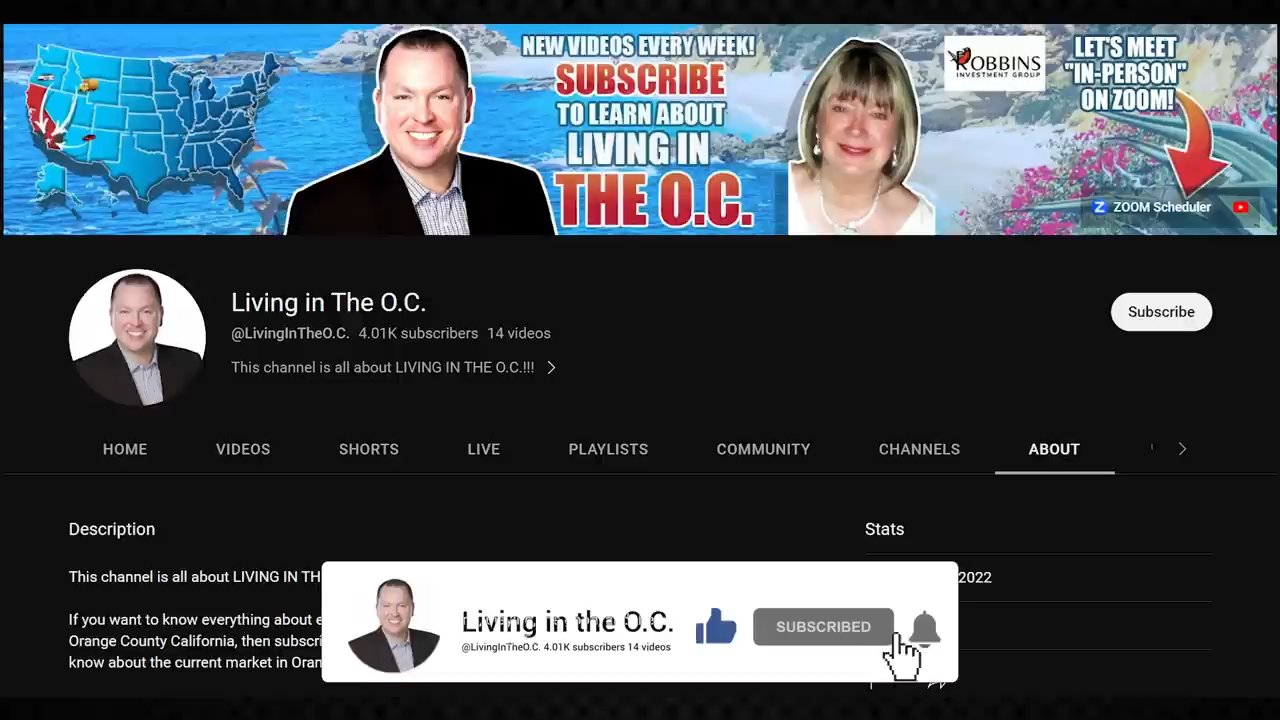 NEW VIDEOS EVERY WEEK!
SUBSCRIBE
TO LEARN ABOUT
LIVING IN
THE O.C.
ROBBINS
INVESTMENT GROUP
LET'S MEET
"IN-PERSON"
ON ZOOM!
ZOOM Scheduler
Living in The O.C.
@LivingInTheO.C. 4.01K subscribers 14 videos
This channel is all about LIVING IN THE O.C.!!!
Subscribe
HOME VIDEOS SHORTS LIVE PLAYLISTS COMMUNITY CHANNELS ABOUT
Description
Stats
This channel is all about LIVING IN TH
2022
If you want to know everything about e
Orange County California, then subscri
know about the current market in Oran
Living in the O.C.
@LivingInTheO.C. 4.01K subscribers 14 videos
SUBSCRIBED